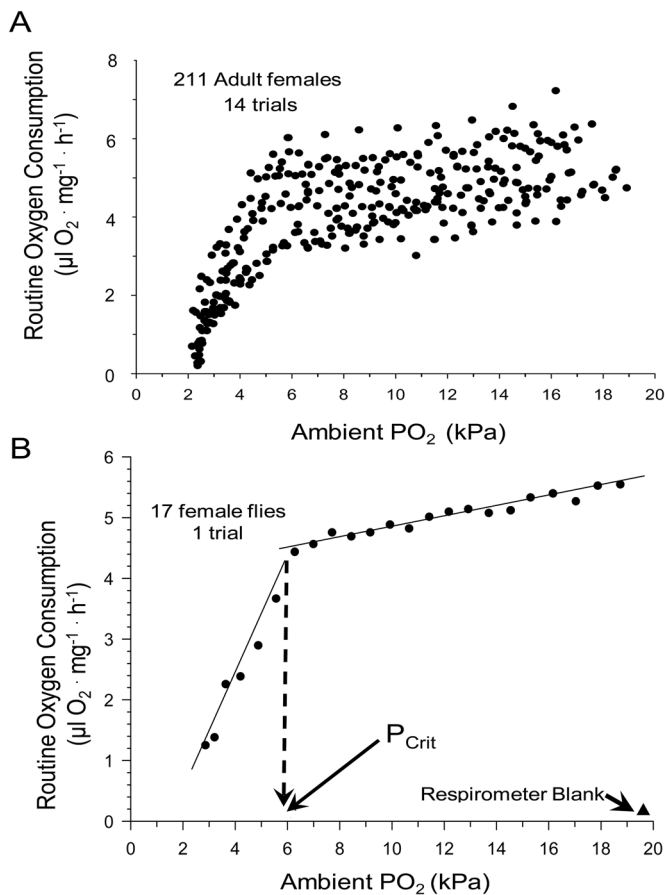 A
8
6
4
2
0
Routine Oxygen Consumption
(µl O₂ · mg⁻¹ · h⁻¹)
211 Adult females
14 trials
0 2 4 6 8 10 12 14 16 18 20
Ambient PO₂ (kPa)
B
6
5
4
3
2
1
0
Routine Oxygen Consumption
(µl O₂ · mg⁻¹ · h⁻¹)
17 female flies
1 trial
P_Crit
Respirometer Blank
0 2 4 6 8 10 12 14 16 18 20
Ambient PO₂ (kPa)